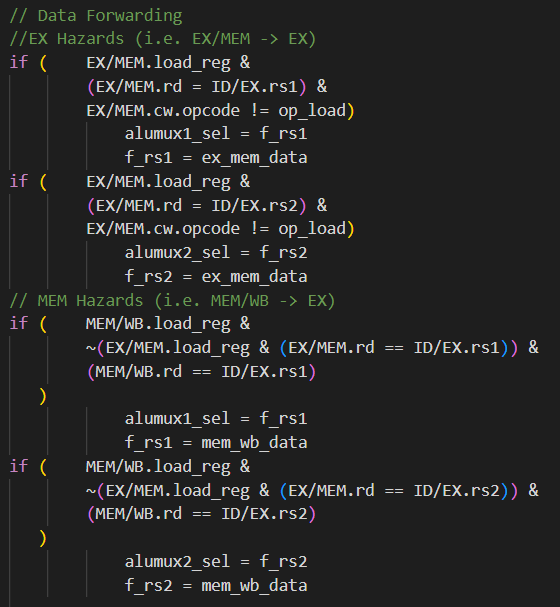 // Data Forwarding
//EX Hazards (i.e. EX/MEM -> EX)
if (    EX/MEM.load_reg &
        (EX/MEM.rd = ID/EX.rs1) &
        EX/MEM.cw.opcode != op_load)
            alumux1_sel = f_rs1
            f_rs1 = ex_mem_data
if (    EX/MEM.load_reg &
        (EX/MEM.rd = ID/EX.rs2) &
        EX/MEM.cw.opcode != op_load)
            alumux2_sel = f_rs2
            f_rs2 = ex_mem_data
// MEM Hazards (i.e. MEM/WB -> EX)
if (    MEM/WB.load_reg &
        ~(EX/MEM.load_reg & (EX/MEM.rd == ID/EX.rs1)) &
        (MEM/WB.rd == ID/EX.rs1)
    )
            alumux1_sel = f_rs1
            f_rs1 = mem_wb_data
if (    MEM/WB.load_reg &
        ~(EX/MEM.load_reg & (EX/MEM.rd == ID/EX.rs2)) &
        (MEM/WB.rd == ID/EX.rs2)
    )
            alumux2_sel = f_rs2
            f_rs2 = mem_wb_data